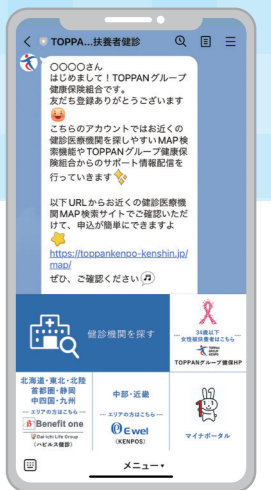 TOPPA...扶養者健診
〇〇〇〇さん
はじめまして！TOPPANグループ
健康保険組合です。
友だち登録ありがとうございます
こちらのアカウントではお近くの
健診医療機関を探しやすいMAP検
索機能やTOPPANグループ健康保
険組合からのサポート情報配信を
行っていきます
以下URLからお近くの健診医療機
関MAP検索サイトでご確認いただ
けて、申込が簡単にできますよ
https://toppankenpo-kenshin.jp/
map/
ぜひ、ご確認ください
健診機関を探す
34歳以下
女性被扶養者はこちら
TOPPANグループ健保HP
北海道・東北・北陸
首都圏・静岡
中四国・九州
エリアの方はこちら
Benefit one
Dai-ichi Life Group
（ハピルス健診）
中部・近畿
エリアの方はこちら
Ewel
（KENPOS）
マイナポータル
メニュー▾